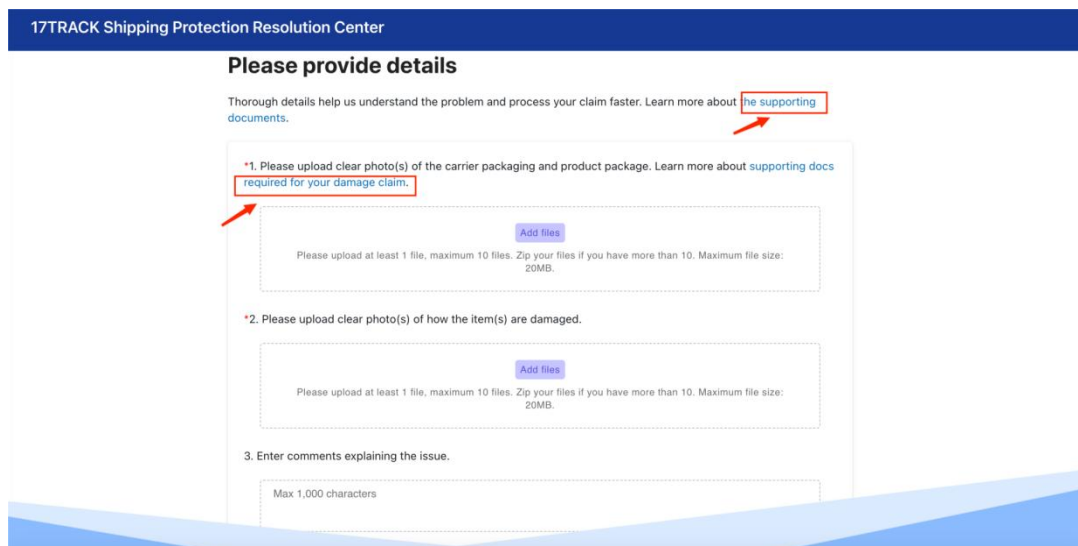 17TRACK Shipping Protection Resolution Center
Please provide details
Thorough details help us understand the problem and process your claim faster. Learn more about the supporting
documents.
*1. Please upload clear photo(s) of the carrier packaging and product package. Learn more about supporting docs
required for your damage claim.
Add files
Please upload at least 1 file, maximum 10 files. Zip your files if you have more than 10. Maximum file size:
20MB.
*2. Please upload clear photo(s) of how the item(s) are damaged.
Add files
Please upload at least 1 file, maximum 10 files. Zip your files if you have more than 10. Maximum file size:
20MB.
3. Enter comments explaining the issue.
Max 1,000 characters